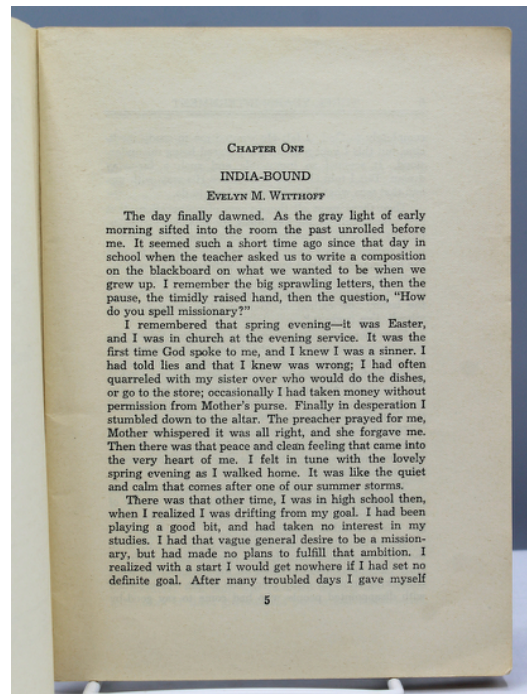 Chapter One
INDIA-BOUND
Evelyn M. Witthoff
The day finally dawned. As the gray light of early
morning sifted into the room the past unrolled before
me. It seemed such a short time ago since that day in
school when the teacher asked us to write a composition
on the blackboard on what we wanted to be when we
grew up. I remember the big sprawling letters, then the
pause, the timidly raised hand, then the question, “How
do you spell missionary?”
I remembered that spring evening—it was Easter,
and I was in church at the evening service. It was the
first time God spoke to me, and I knew I was a sinner. I
had told lies and that I knew was wrong; I had often
quarreled with my sister over who would do the dishes,
or go to the store; occasionally I had taken money without
permission from Mother's purse. Finally in desperation I
stumbled down to the altar. The preacher prayed for me,
Mother whispered it was all right, and she forgave me.
Then there was that peace and clean feeling that came into
the very heart of me. I felt in tune with the lovely
spring evening as I walked home. It was like the quiet
and calm that comes after one of our summer storms.
There was that other time, I was in high school then,
when I realized I was drifting from my goal. I had been
playing a good bit, and had taken no interest in my
studies. I had that vague general desire to be a mission-
ary, but had made no plans to fulfill that ambition. I
realized with a start I would get nowhere if I had set no
definite goal. After many troubled days I gave myself
5